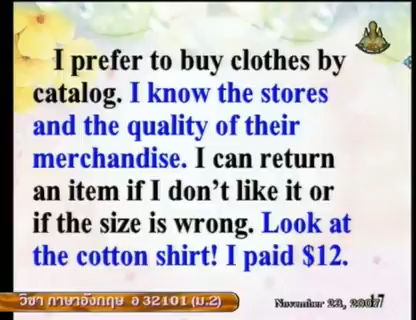 I prefer to buy clothes by
catalog. I know the stores
and the quality of their
merchandise. I can return
an item if I don't like it or
if the size is wrong. Look at
the cotton shirt! I paid $12.
วิชา ภาษาอังกฤษ อ 32101 (ม.2)
November 23,